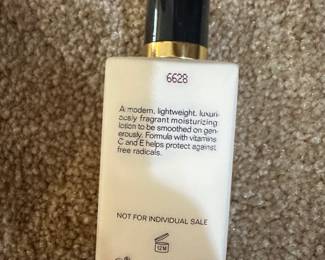 6628
A modern, lightweight, luxuri-
ously fragrant moisturizing
lotion to be smoothed on gen-
erously. Formula with vitamins
C and E helps protect against
free radicals.
NOT FOR INDIVIDUAL SALE
12M